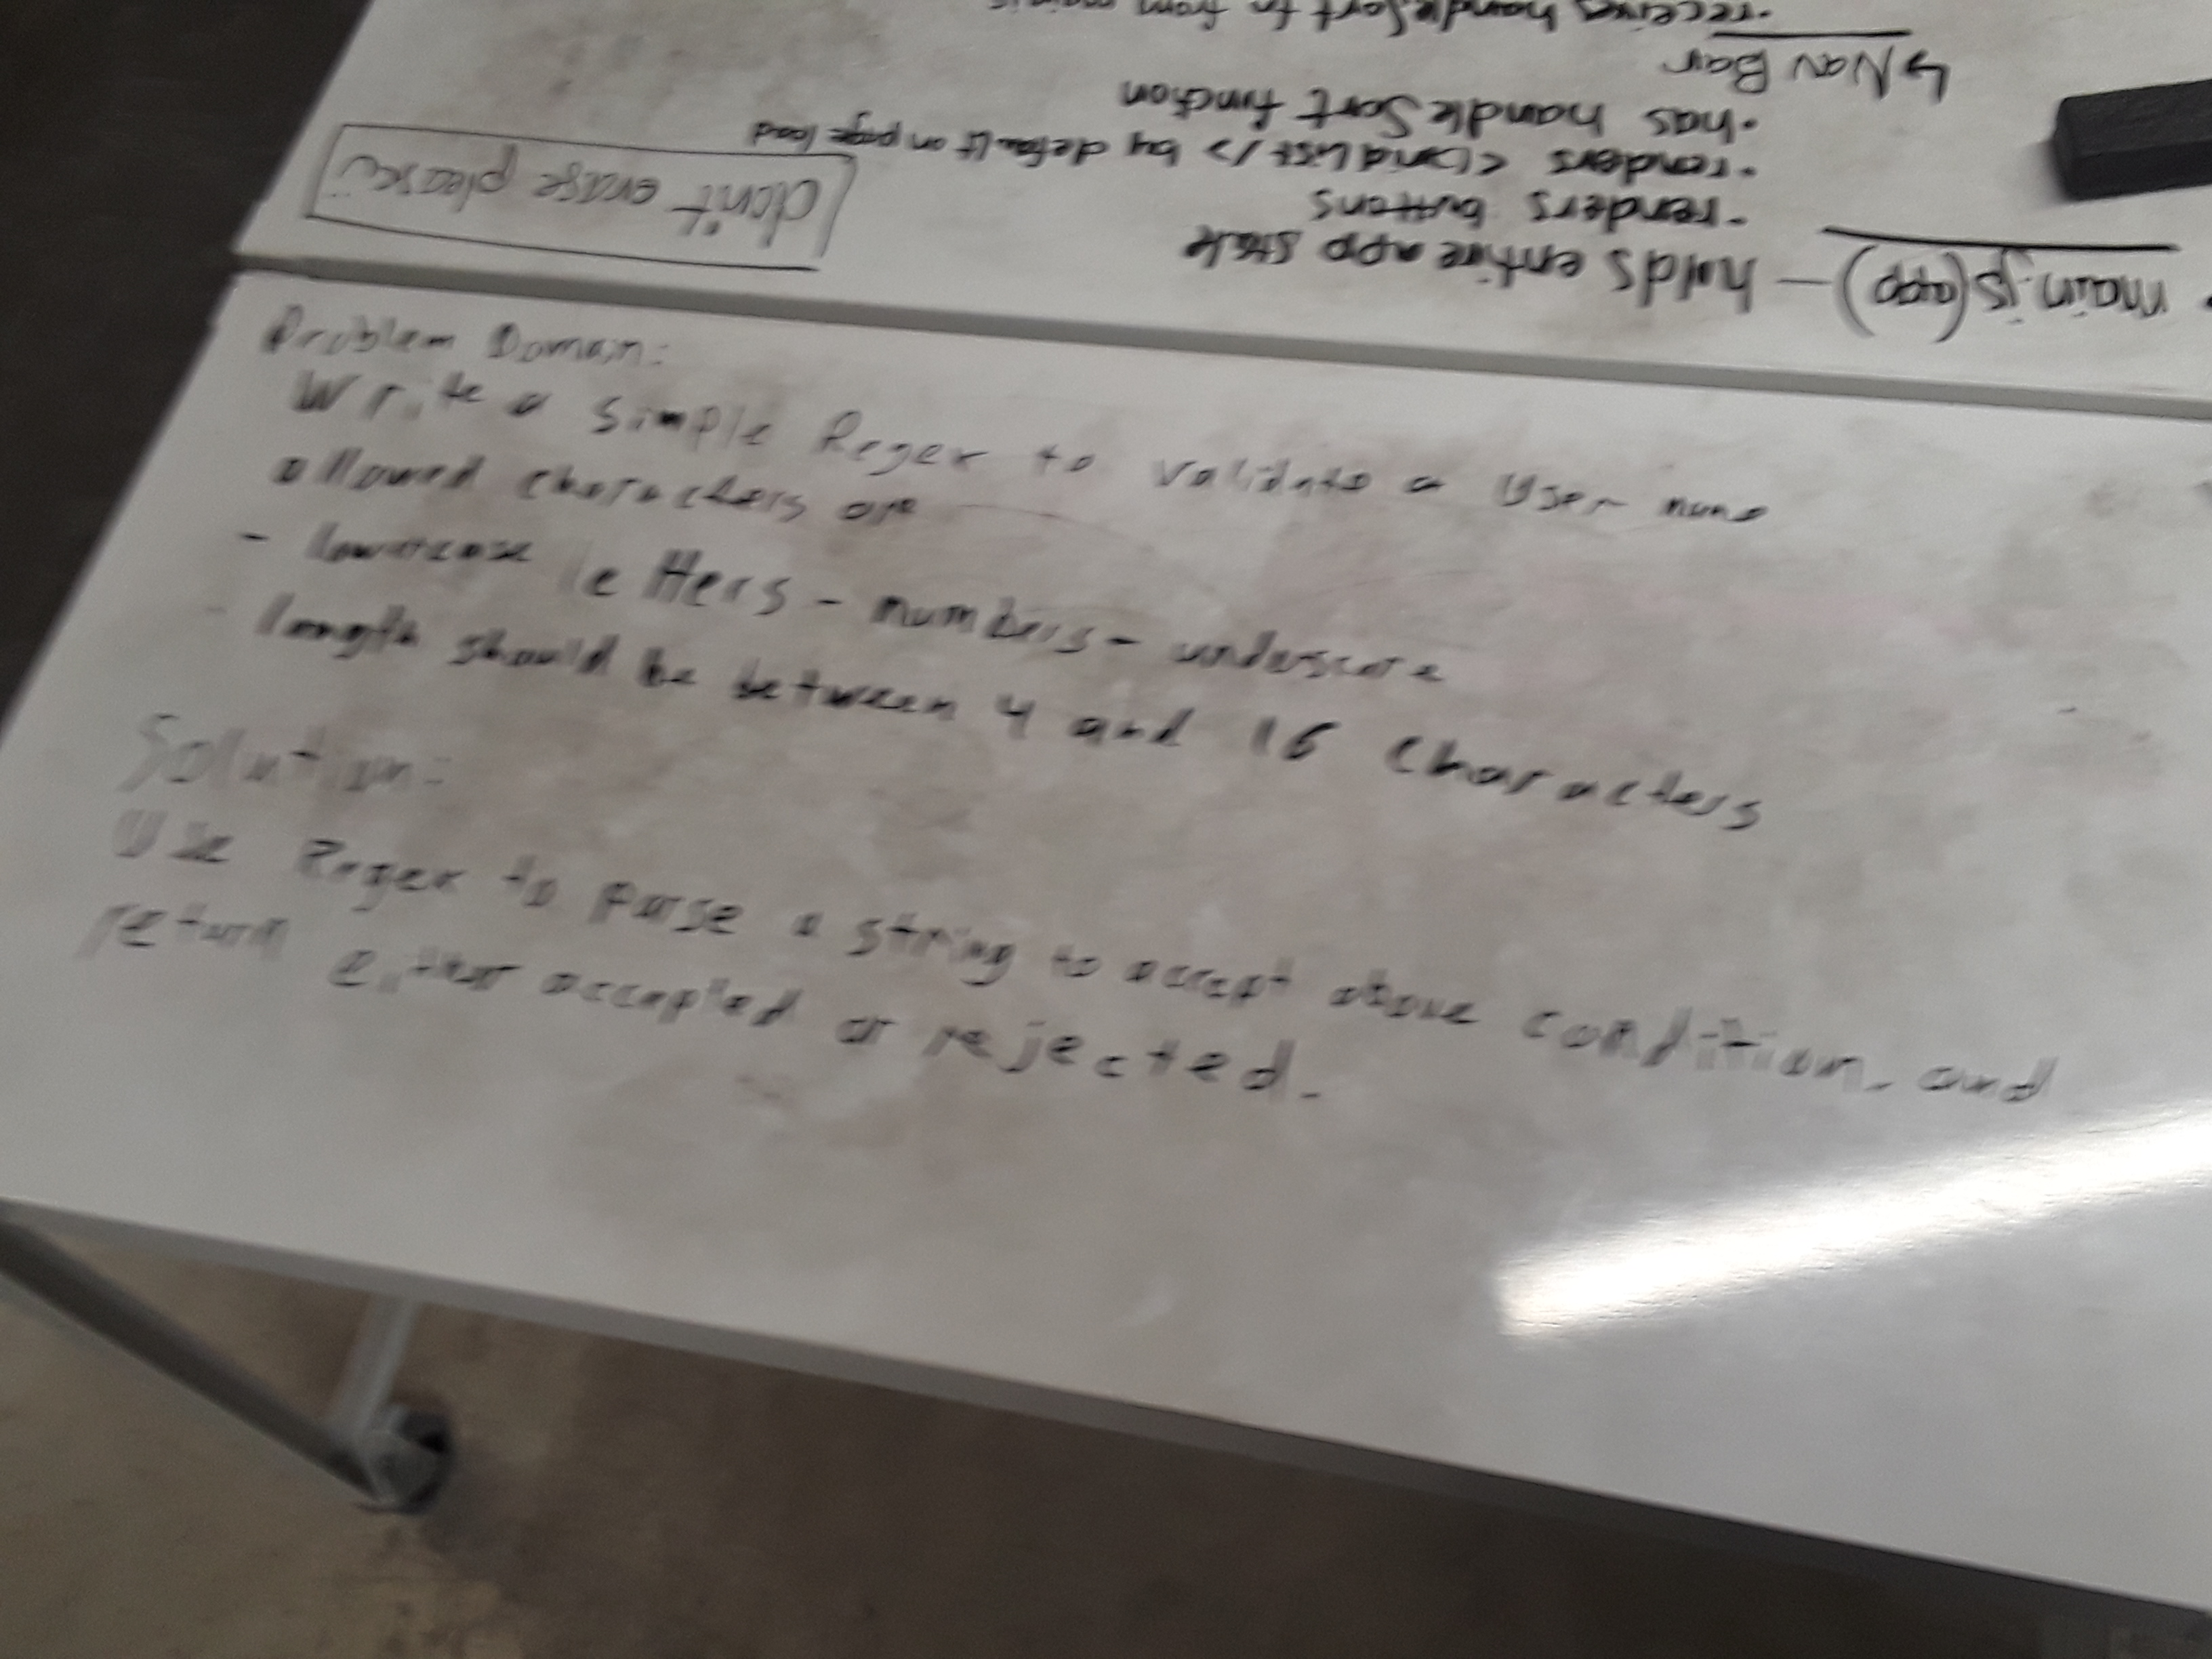 Problem Domain:
Write a simple Regex to validate a User name
allowed characters are
- lowercase letters - numbers - underscore
- length should be between 4 and 16 characters
Solution:
Use Regex to parse a string to accept above condition. and
return either accepted or rejected.
• main.js (app) — holds entire app state
- renders buttons
• renders <BirdList/> by default on page load
• has handleSort function
↳ Nav Bar
• receives handleSort fn from
don't erase please